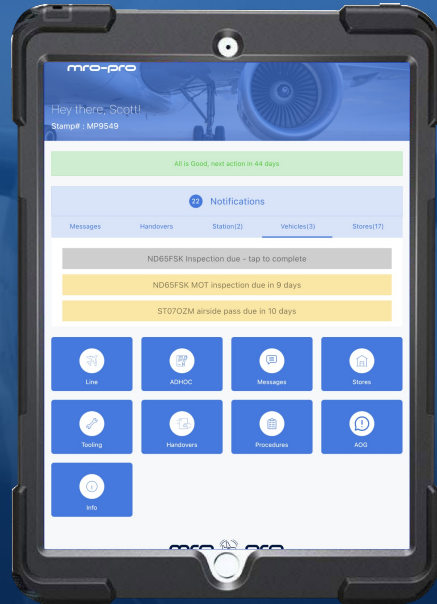 mro-pro
Hey there, Scott!
Stamp# : MP9549
All is Good, next action in 44 days
22 Notifications
Messages Handovers Station(2) Vehicles(3) Stores(17)
ND65FSK Inspection due - tap to complete
ND65FSK MOT inspection due in 9 days
ST07OZM airside pass due in 10 days
Line ADHOC Messages Stores
Tooling Handovers Procedures AOG
Info
mro pro